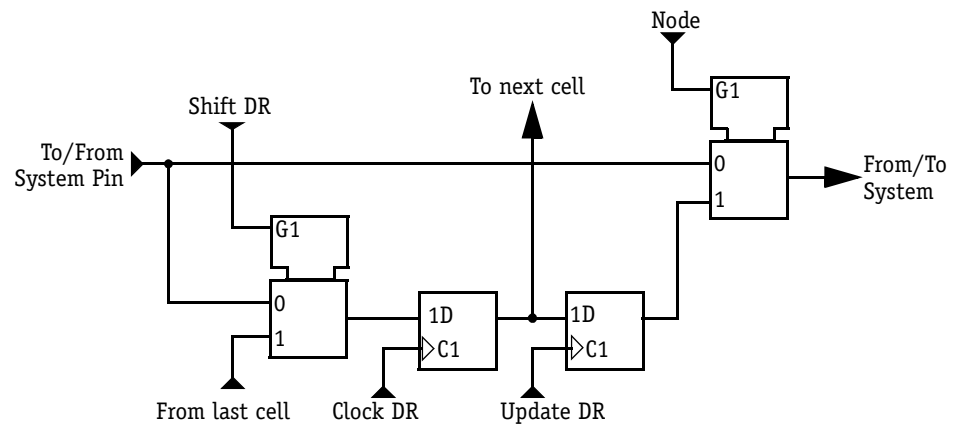 Node
To next cell
G1
Shift DR
To/From
System Pin
0
From/To
System
1
G1
0
1D
1D
1
C1
C1
From last cell
Clock DR
Update DR